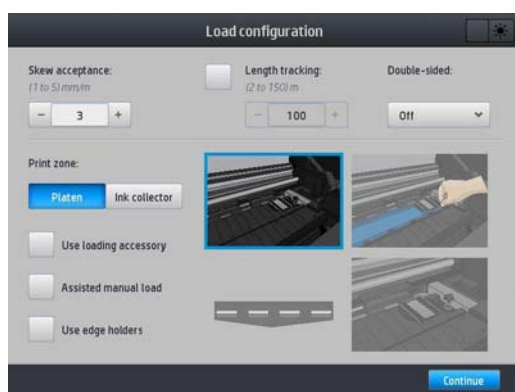 Load configuration
Skew acceptance:
(1 to 5) mm/m
− 3 +
Length tracking:
(2 to 150) m
− 100 +
Double-sided:
Off
Print zone:
Platen
Ink collector
Use loading accessory
Assisted manual load
Use edge holders
Continue